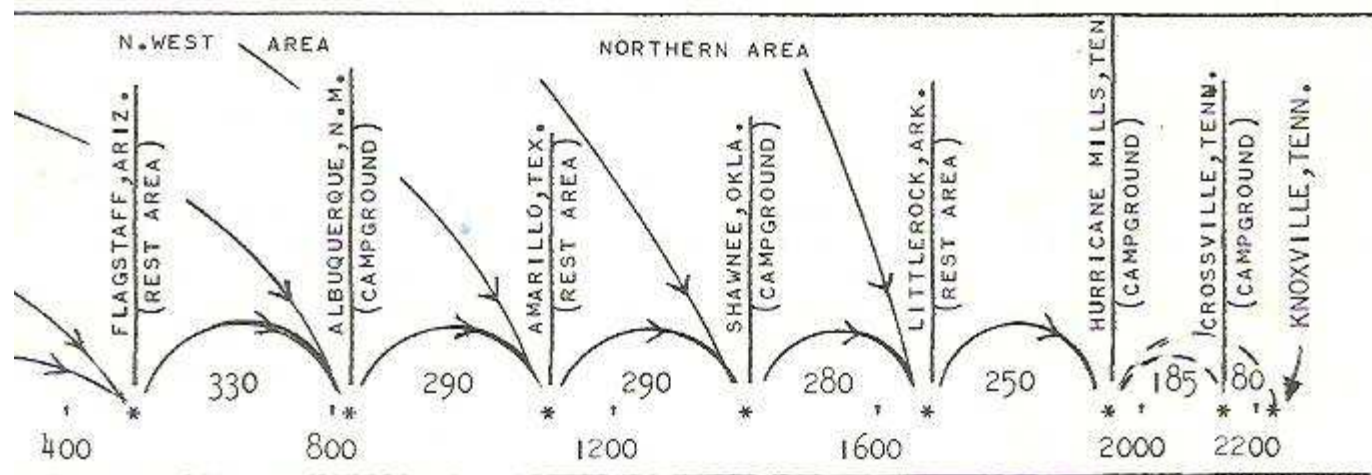 N.WEST AREA
NORTHERN AREA
FLAGSTAFF,ARIZ.
(REST AREA)
ALBUQUERQUE,N.M.
(CAMPGROUND)
AMARILLO,TEX.
(REST AREA)
SHAWNEE,OKLA.
(CAMPGROUND)
LITTLEROCK,ARK.
(REST AREA)
HURRICANE MILLS,TEN
(CAMPGROUND)
CROSSVILLE,TENN.
(CAMPGROUND)
KNOXVILLE,TENN.
330 290 290 280 250 185 80
* * * * * * *
400 800 1200 1600 2000 2200